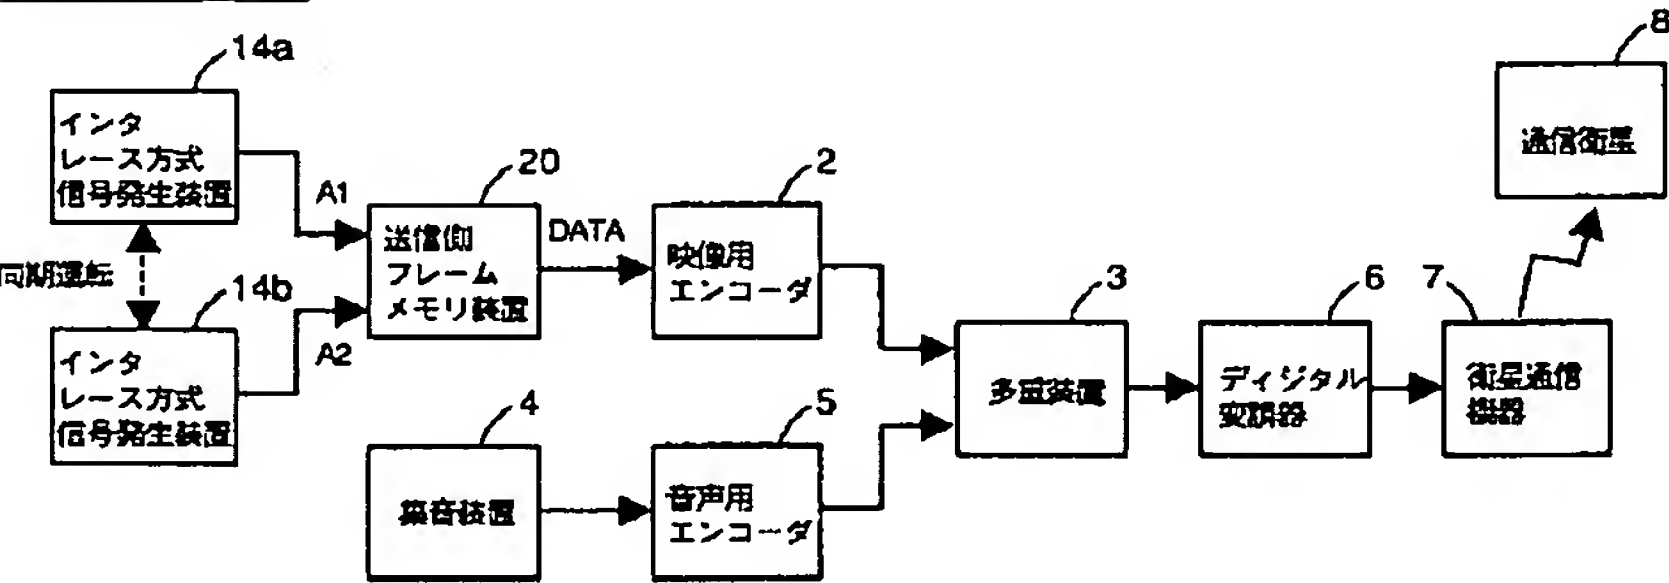 14a
インタ
レース方式
信号発生装置
A1
同期運転
14b
インタ
レース方式
信号発生装置
A2
20
送信側
フレーム
メモリ装置
DATA
2
映像用
エンコーダ
4
集音装置
5
音声用
エンコーダ
3
多重装置
6
ディジタル
変調器
7
衛星通信
機器
8
通信衛星